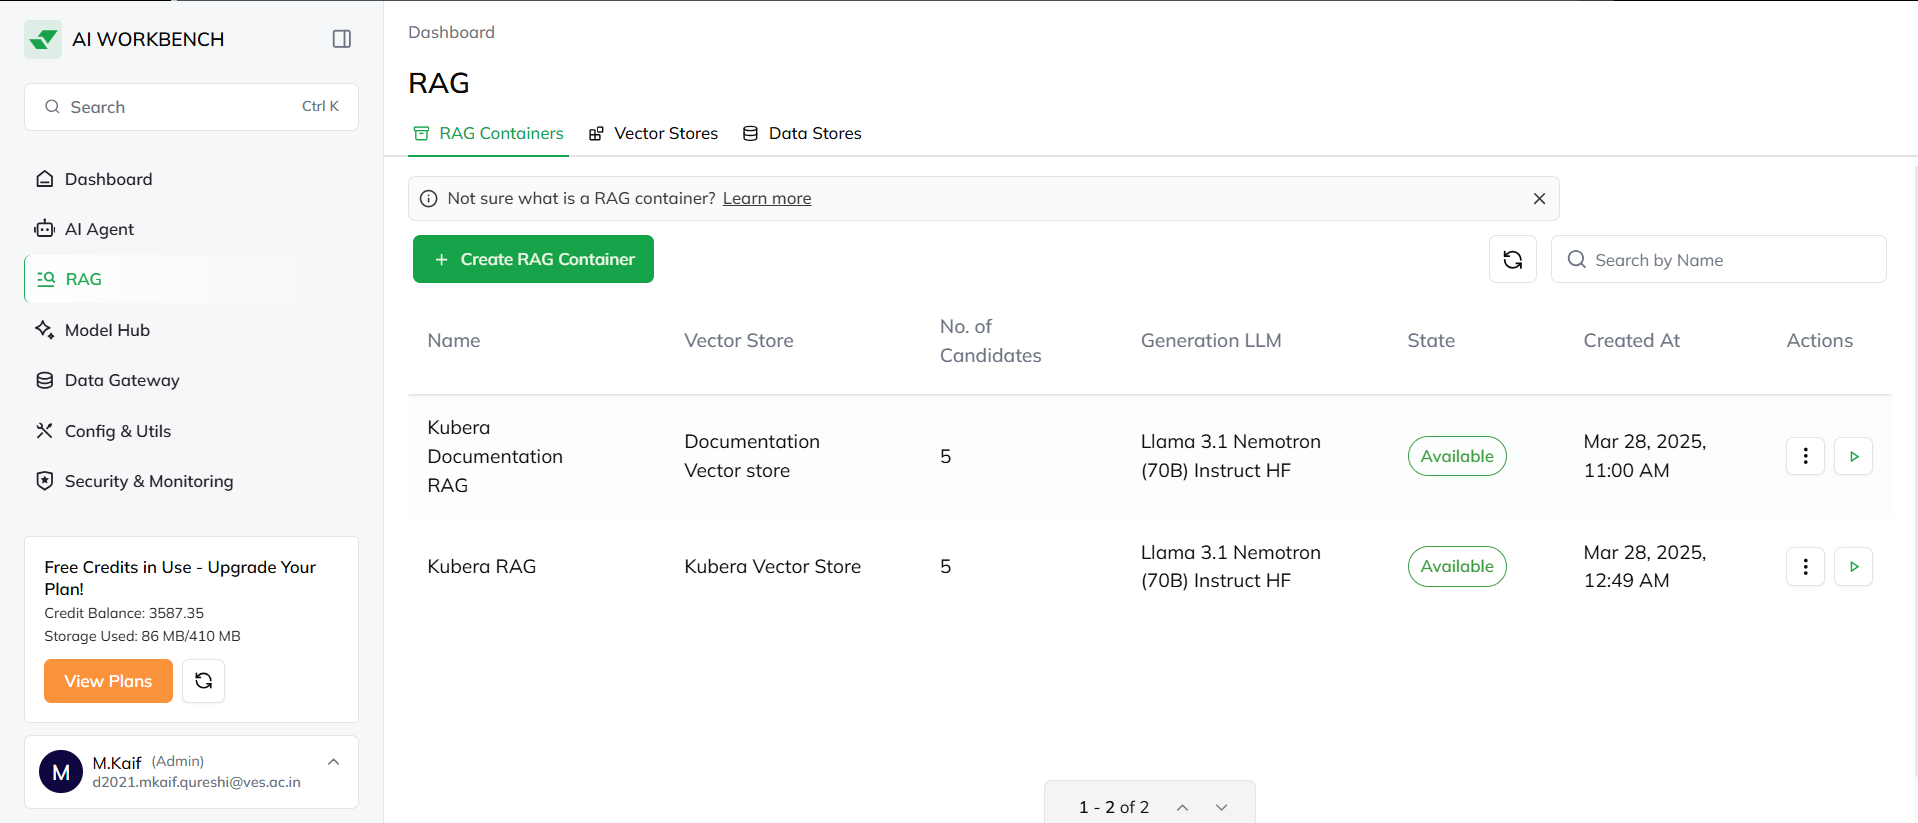 AI WORKBENCH
Search
Ctrl K
Dashboard
AI Agent
RAG
Model Hub
Data Gateway
Config & Utils
Security & Monitoring
Free Credits in Use - Upgrade Your
Plan!
Credit Balance: 3587.35
Storage Used: 86 MB/410 MB
View Plans
M
M.Kaif (Admin)
d2021.mkaif.qureshi@ves.ac.in
Dashboard
RAG
RAG Containers
Vector Stores
Data Stores
Not sure what is a RAG container? Learn more
+ Create RAG Container
Search by Name
Name
Vector Store
No. of
Candidates
Generation LLM
State
Created At
Actions
Kubera
Documentation
RAG
Documentation
Vector store
5
Llama 3.1 Nemotron
(70B) Instruct HF
Available
Mar 28, 2025,
11:00 AM
Kubera RAG
Kubera Vector Store
5
Llama 3.1 Nemotron
(70B) Instruct HF
Available
Mar 28, 2025,
12:49 AM
1 - 2 of 2